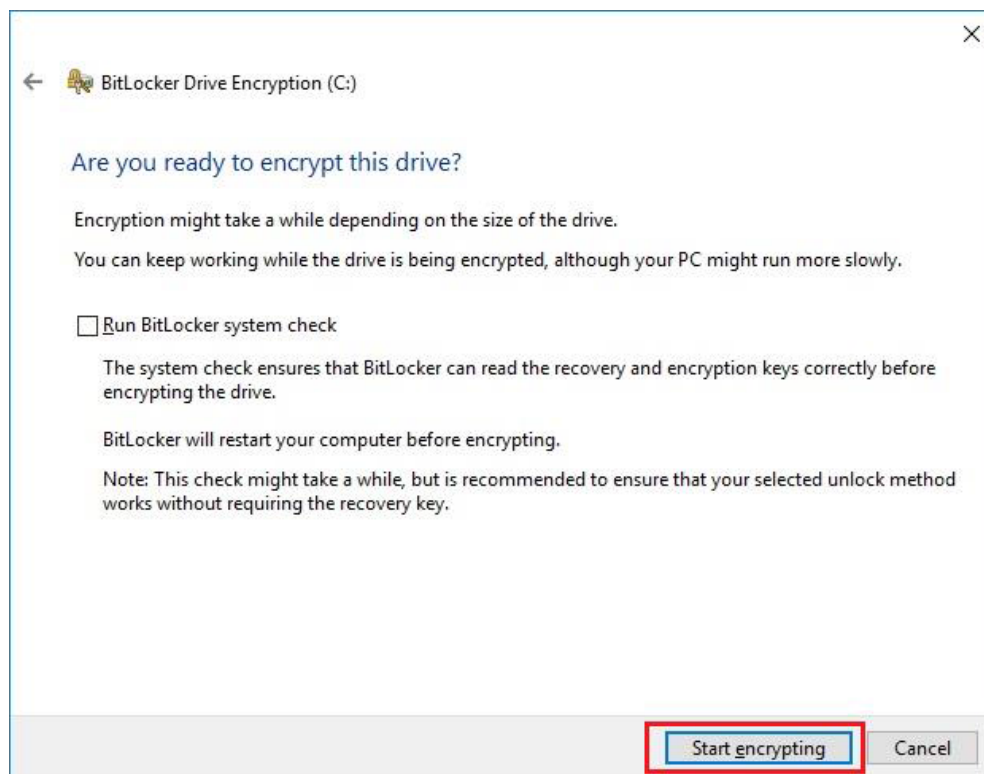 BitLocker Drive Encryption (C:)
Are you ready to encrypt this drive?
Encryption might take a while depending on the size of the drive.
You can keep working while the drive is being encrypted, although your PC might run more slowly.
Run BitLocker system check
The system check ensures that BitLocker can read the recovery and encryption keys correctly before
encrypting the drive.
BitLocker will restart your computer before encrypting.
Note: This check might take a while, but is recommended to ensure that your selected unlock method
works without requiring the recovery key.
Start encrypting
Cancel